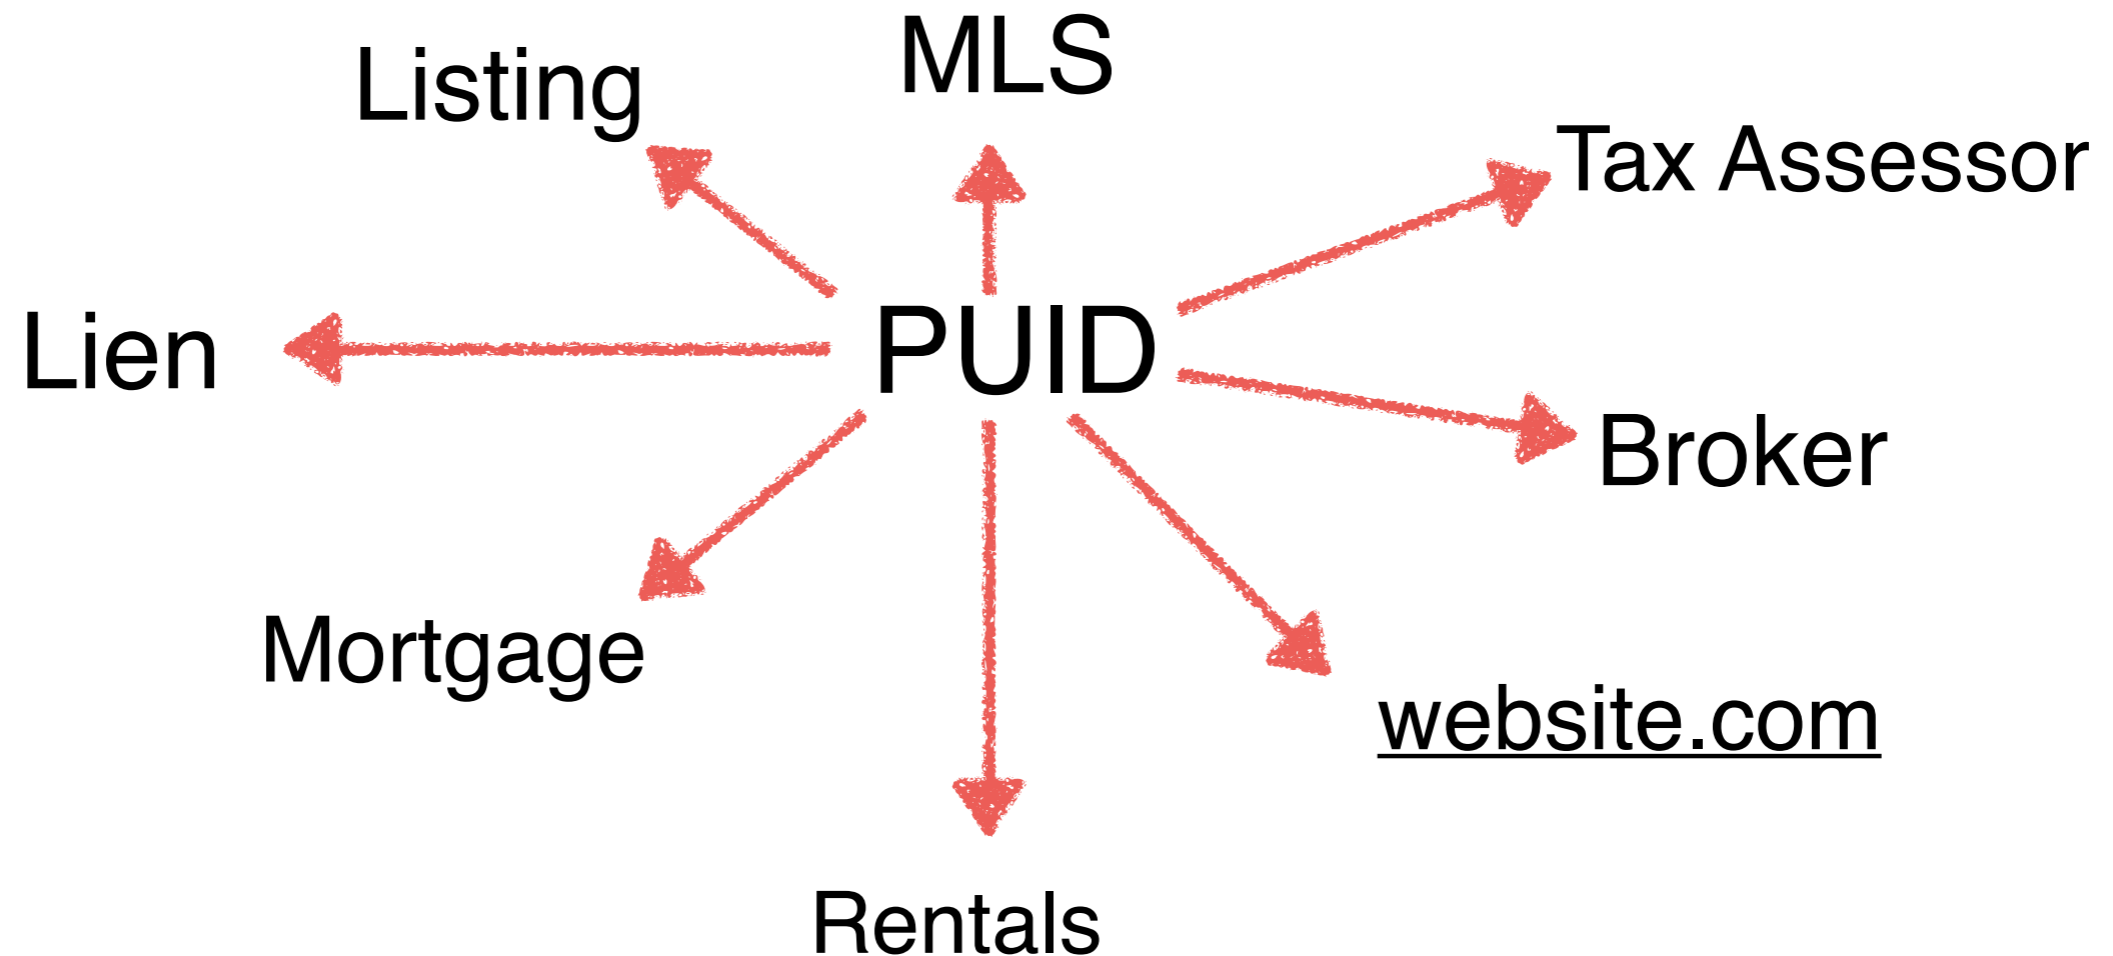 MLS
Listing
Tax Assessor
Lien
PUID
Broker
Mortgage
website.com
Rentals